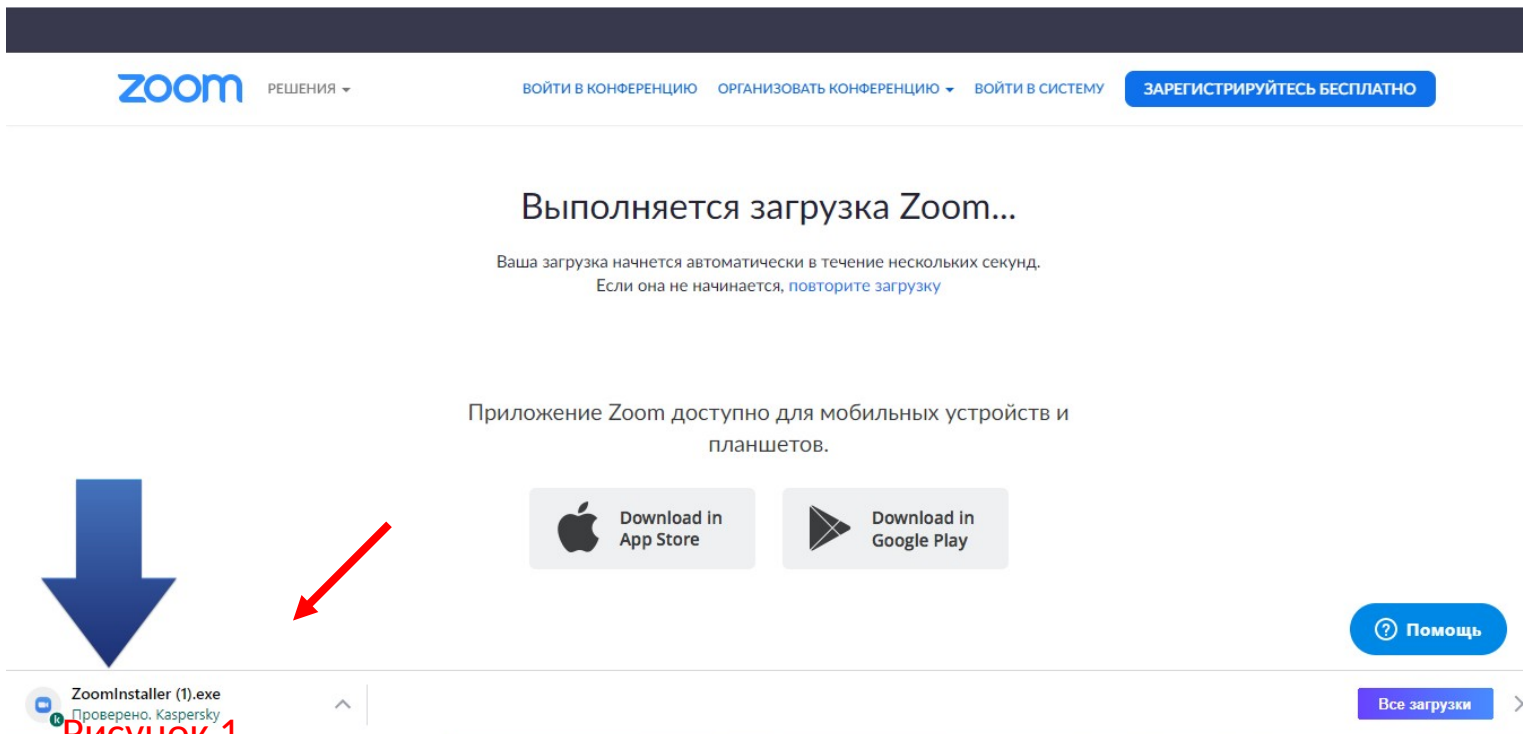 zoom РЕШЕНИЯ ВОЙТИ В КОНФЕРЕНЦИЮ ОРГАНИЗОВАТЬ КОНФЕРЕНЦИЮ ВОЙТИ В СИСТЕМУ ЗАРЕГИСТРИРУЙТЕСЬ БЕСПЛАТНО
Выполняется загрузка Zoom...
Ваша загрузка начнется автоматически в течение нескольких секунд.
Если она не начинается, повторите загрузку
Приложение Zoom доступно для мобильных устройств и
планшетов.
Download in
App Store
Download in
Google Play
? Помощь
ZoomInstaller (1).exe
Проверено. Kaspersky
k
Все загрузки
Рисунок 1